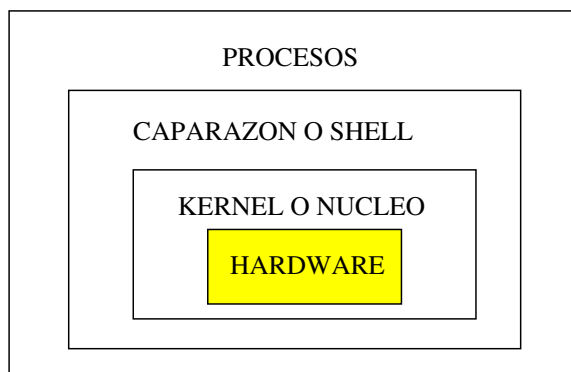 PROCESOS
CAPARAZON O SHELL
KERNEL O NUCLEO
HARDWARE